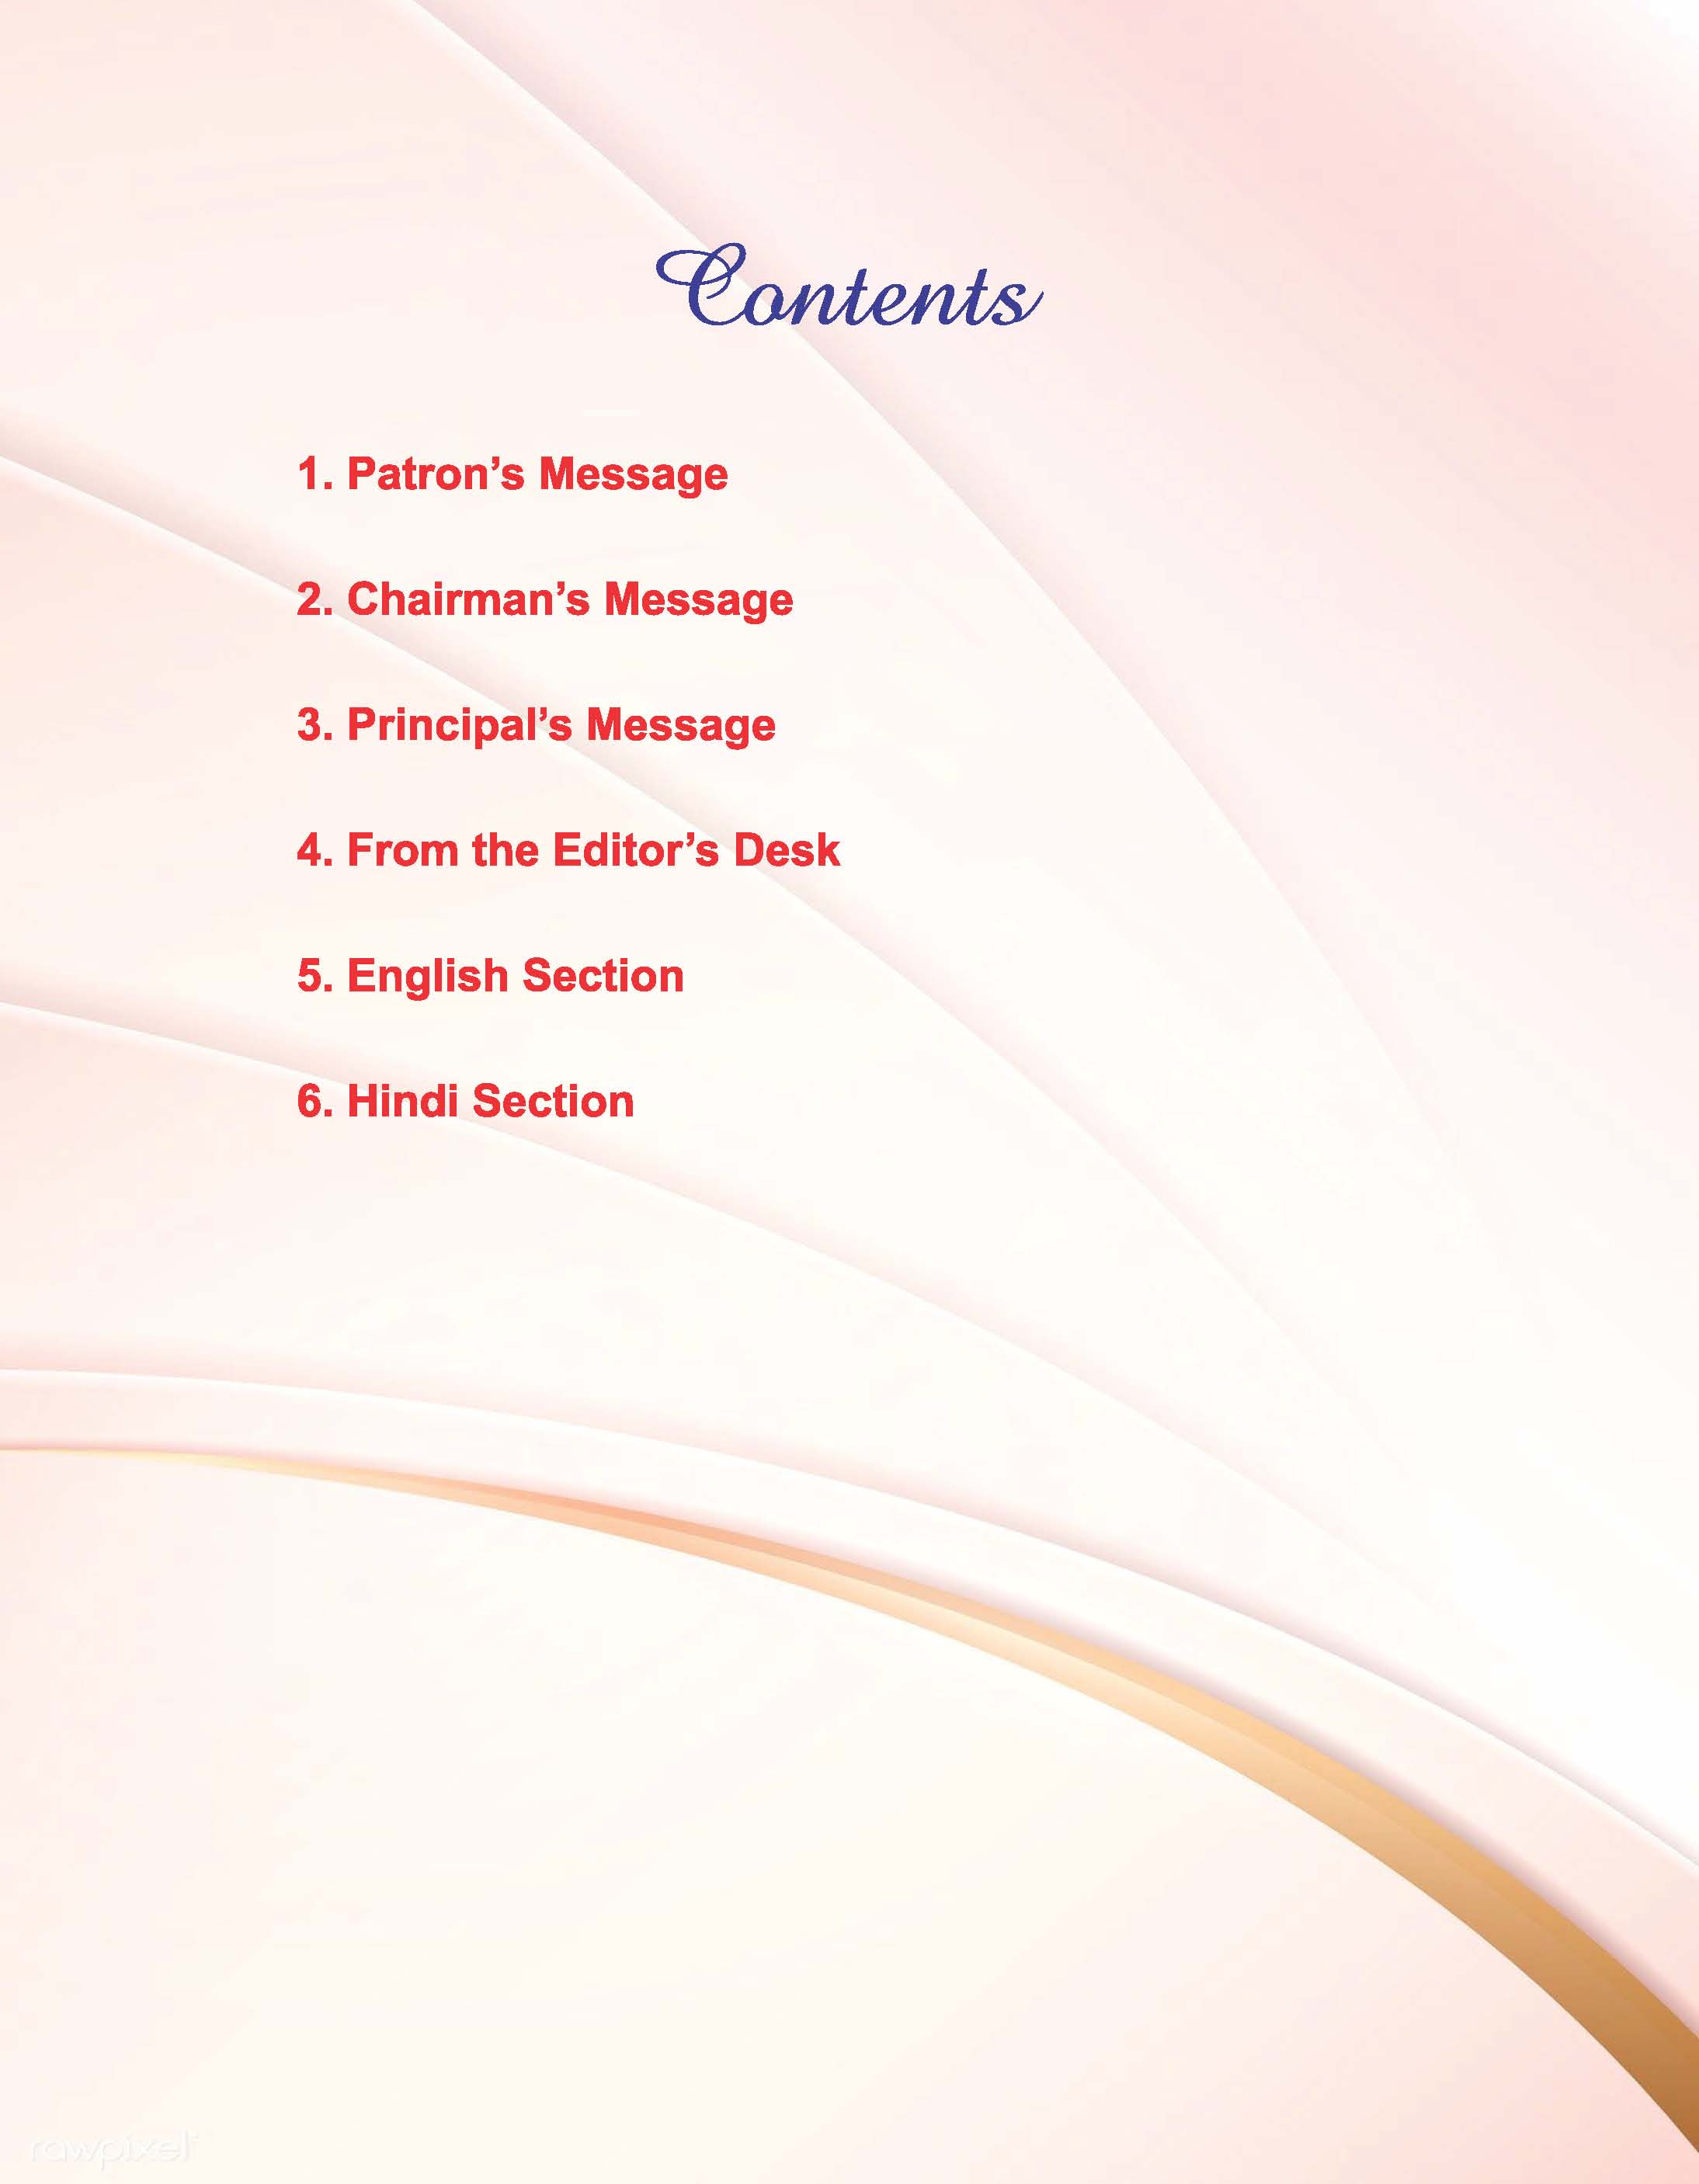 Contents
1. Patron’s Message
2. Chairman’s Message
3. Principal’s Message
4. From the Editor’s Desk
5. English Section
6. Hindi Section
rawpixel